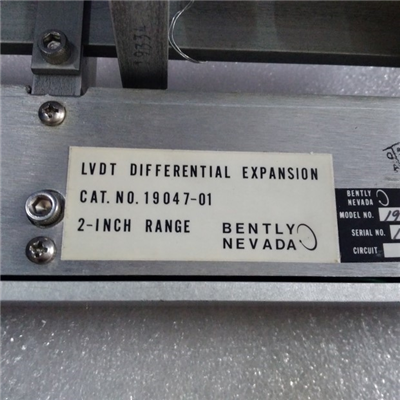 LVDT DIFFERENTIAL EXPANSION
CAT. NO. 19047-01
2-INCH RANGE
BENTLY
NEVADA
BENTLY
NEVADA
MODEL NO.
SERIAL NO.
CIRCUIT